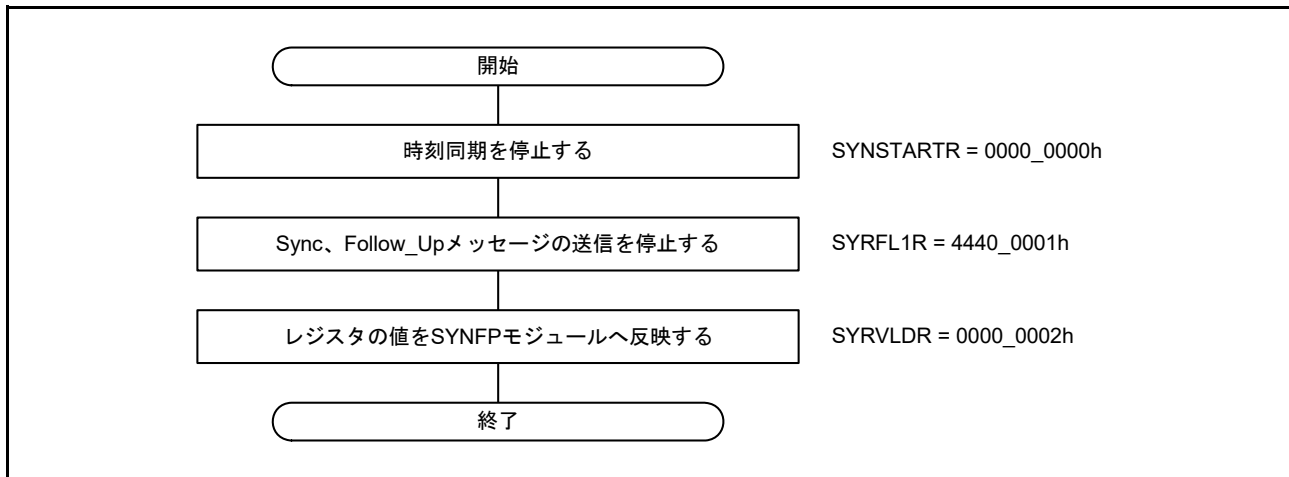 開始
時刻同期を停止する
SYNSTARTR = 0000_0000h
Sync、Follow_Upメッセージの送信を停止する
SYRFL1R = 4440_0001h
レジスタの値をSYNFPモジュールへ反映する
SYRVLDR = 0000_0002h
終了